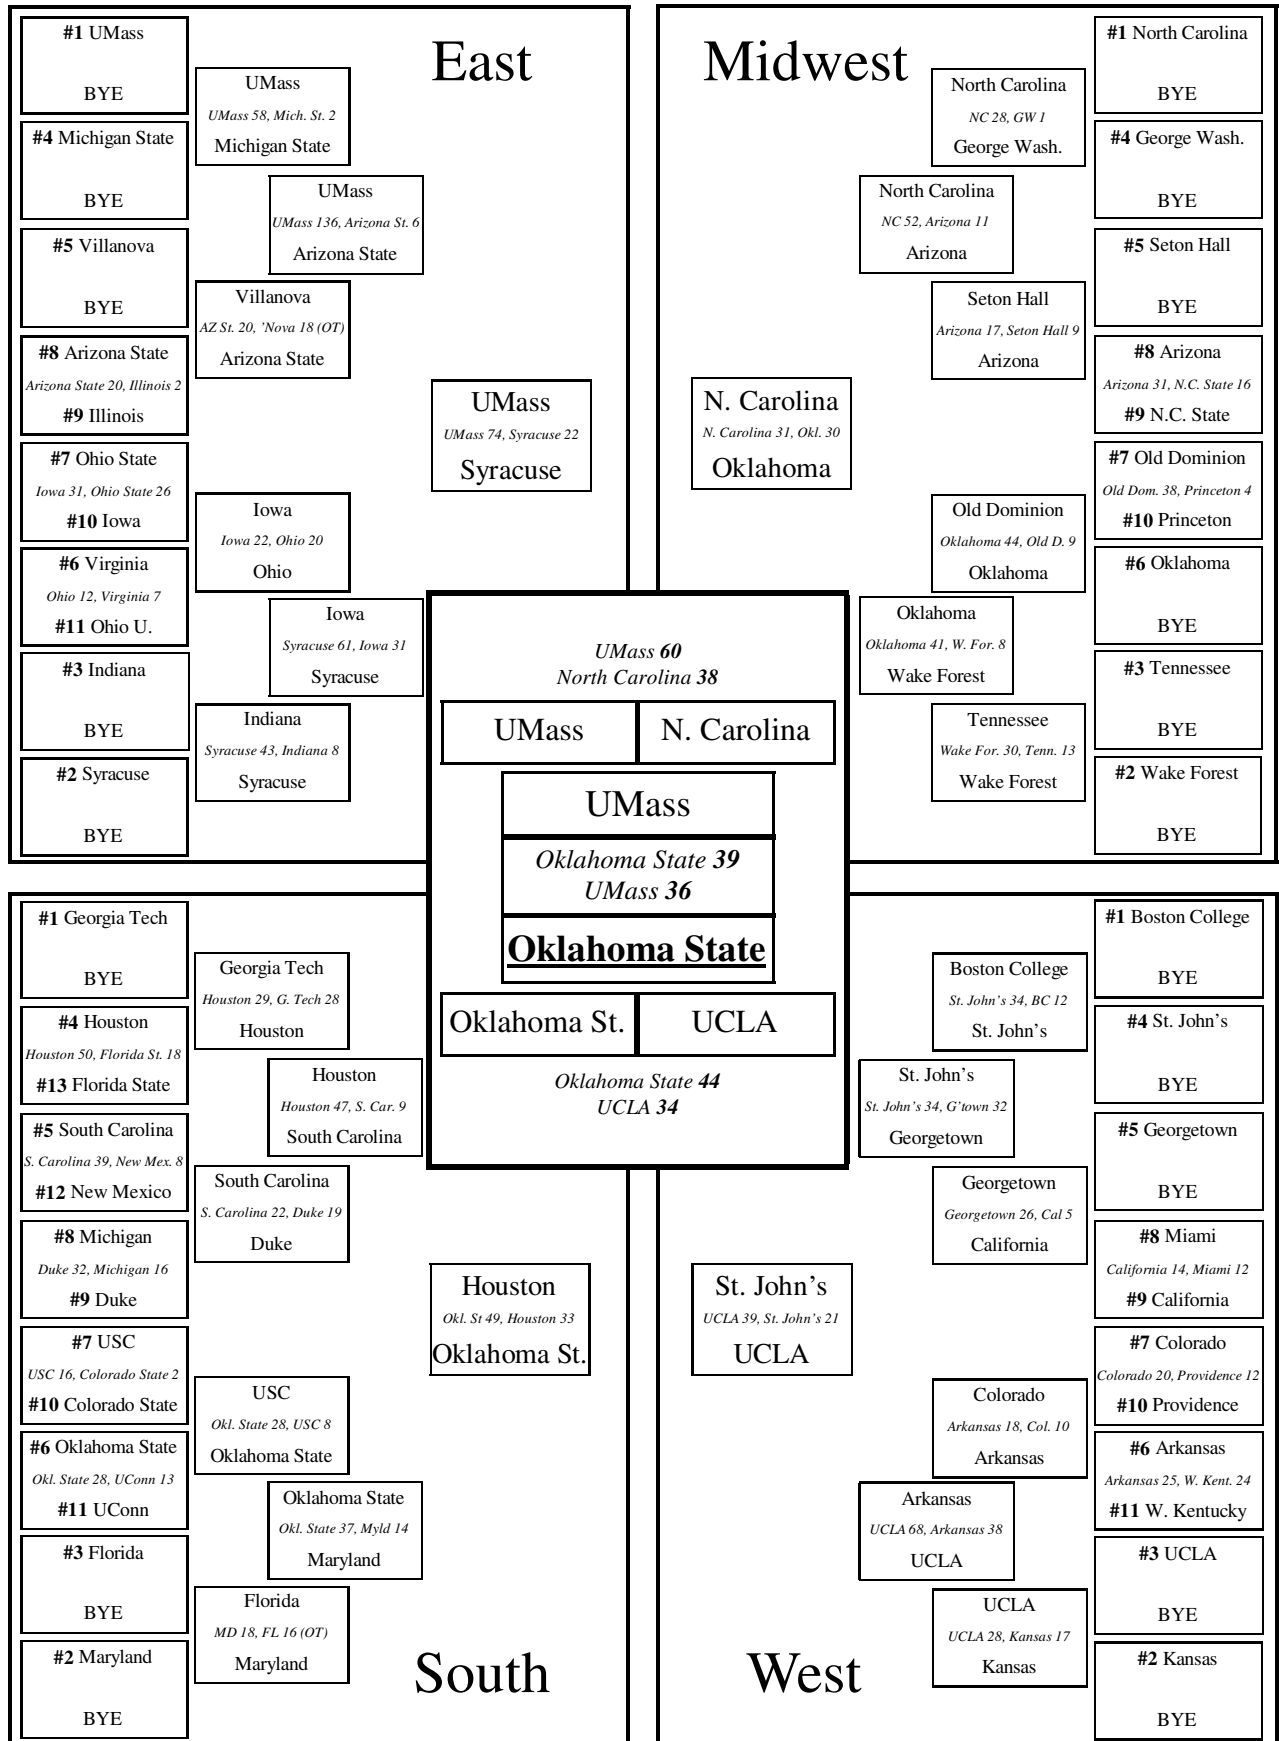 East
#1 UMass
BYE
#4 Michigan State
BYE
#5 Villanova
BYE
#8 Arizona State
Arizona State 20, Illinois 2
#9 Illinois
#7 Ohio State
Iowa 31, Ohio State 26
#10 Iowa
#6 Virginia
Ohio 12, Virginia 7
#11 Ohio U.
#3 Indiana
BYE
#2 Syracuse
BYE
UMass
UMass 58, Mich. St. 2
Michigan State
Villanova
AZ St. 20, 'Nova 18 (OT)
Arizona State
Iowa
Iowa 22, Ohio 20
Ohio
Indiana
Syracuse 43, Indiana 8
Syracuse
UMass
UMass 136, Arizona St. 6
Arizona State
Iowa
Syracuse 61, Iowa 31
Syracuse
UMass
UMass 74, Syracuse 22
Syracuse
Midwest
#1 North Carolina
BYE
#4 George Wash.
BYE
#5 Seton Hall
BYE
#8 Arizona
Arizona 31, N.C. State 16
#9 N.C. State
#7 Old Dominion
Old Dom. 38, Princeton 4
#10 Princeton
#6 Oklahoma
BYE
#3 Tennessee
BYE
#2 Wake Forest
BYE
North Carolina
NC 28, GW 1
George Wash.
Seton Hall
Arizona 17, Seton Hall 9
Arizona
Old Dominion
Oklahoma 44, Old D. 9
Oklahoma
Tennessee
Wake For. 30, Tenn. 13
Wake Forest
North Carolina
NC 52, Arizona 11
Arizona
Oklahoma
Oklahoma 41, W. For. 8
Wake Forest
N. Carolina
N. Carolina 31, Okl. 30
Oklahoma
UMass 60
North Carolina 38
UMass
N. Carolina
UMass
Oklahoma State 39
UMass 36
Oklahoma State
Oklahoma St.
UCLA
Oklahoma State 44
UCLA 34
#1 Georgia Tech
BYE
#4 Houston
Houston 50, Florida St. 18
#13 Florida State
#5 South Carolina
S. Carolina 39, New Mex. 8
#12 New Mexico
#8 Michigan
Duke 32, Michigan 16
#9 Duke
#7 USC
USC 16, Colorado State 2
#10 Colorado State
#6 Oklahoma State
Okl. State 28, UConn 13
#11 UConn
#3 Florida
BYE
#2 Maryland
BYE
Georgia Tech
Houston 29, G. Tech 28
Houston
South Carolina
S. Carolina 22, Duke 19
Duke
USC
Okl. State 28, USC 8
Oklahoma State
Florida
MD 18, FL 16 (OT)
Maryland
Houston
Houston 47, S. Car. 9
South Carolina
Oklahoma State
Okl. State 37, Myld 14
Maryland
Houston
Okl. St 49, Houston 33
Oklahoma St.
South
#1 Boston College
BYE
#4 St. John's
BYE
#5 Georgetown
BYE
#8 Miami
California 14, Miami 12
#9 California
#7 Colorado
Colorado 20, Providence 12
#10 Providence
#6 Arkansas
Arkansas 25, W. Kent. 24
#11 W. Kentucky
#3 UCLA
BYE
#2 Kansas
BYE
Boston College
St. John's 34, BC 12
St. John's
Georgetown
Georgetown 26, Cal 5
California
Colorado
Arkansas 18, Col. 10
Arkansas
UCLA
UCLA 28, Kansas 17
Kansas
St. John's
St. John's 34, G'town 32
Georgetown
Arkansas
UCLA 68, Arkansas 38
UCLA
St. John's
UCLA 39, St. John's 21
UCLA
West